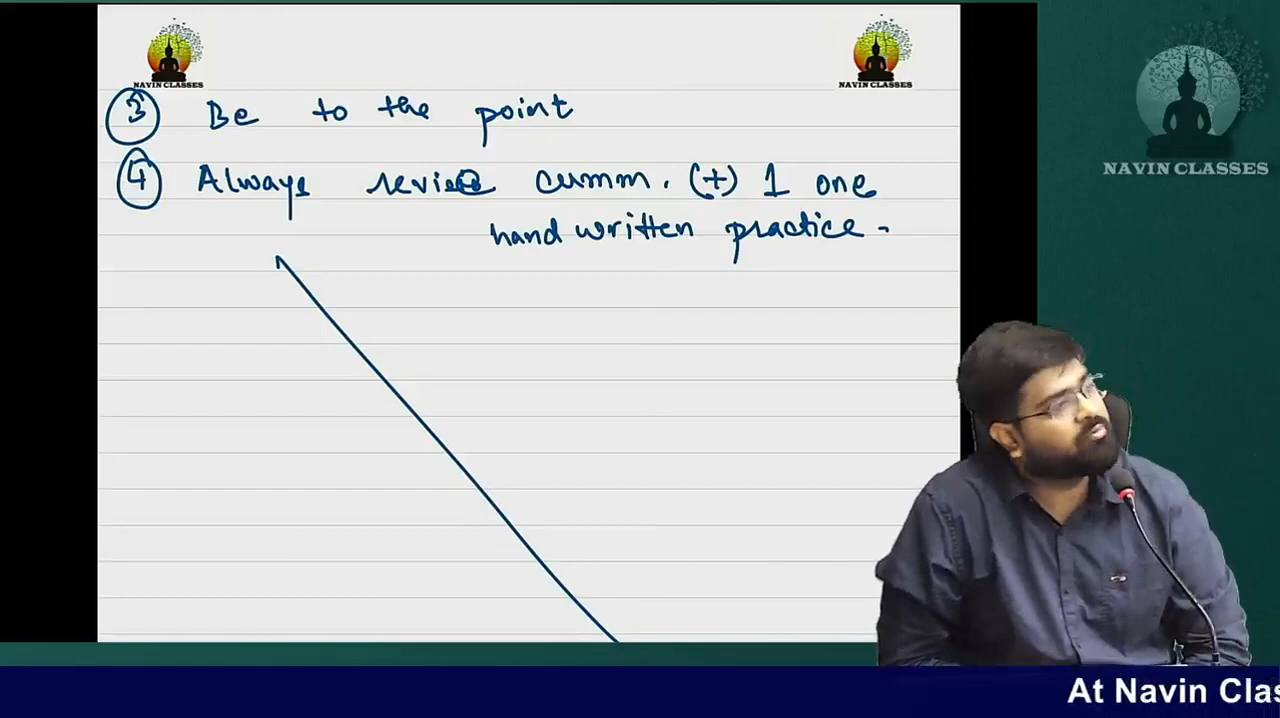 NAVIN CLASSES
NAVIN CLASSES
NAVIN CLASSES
③ Be to the point
④ Always revise cumm. (+) 1 one
hand written practice.
At Navin Clas